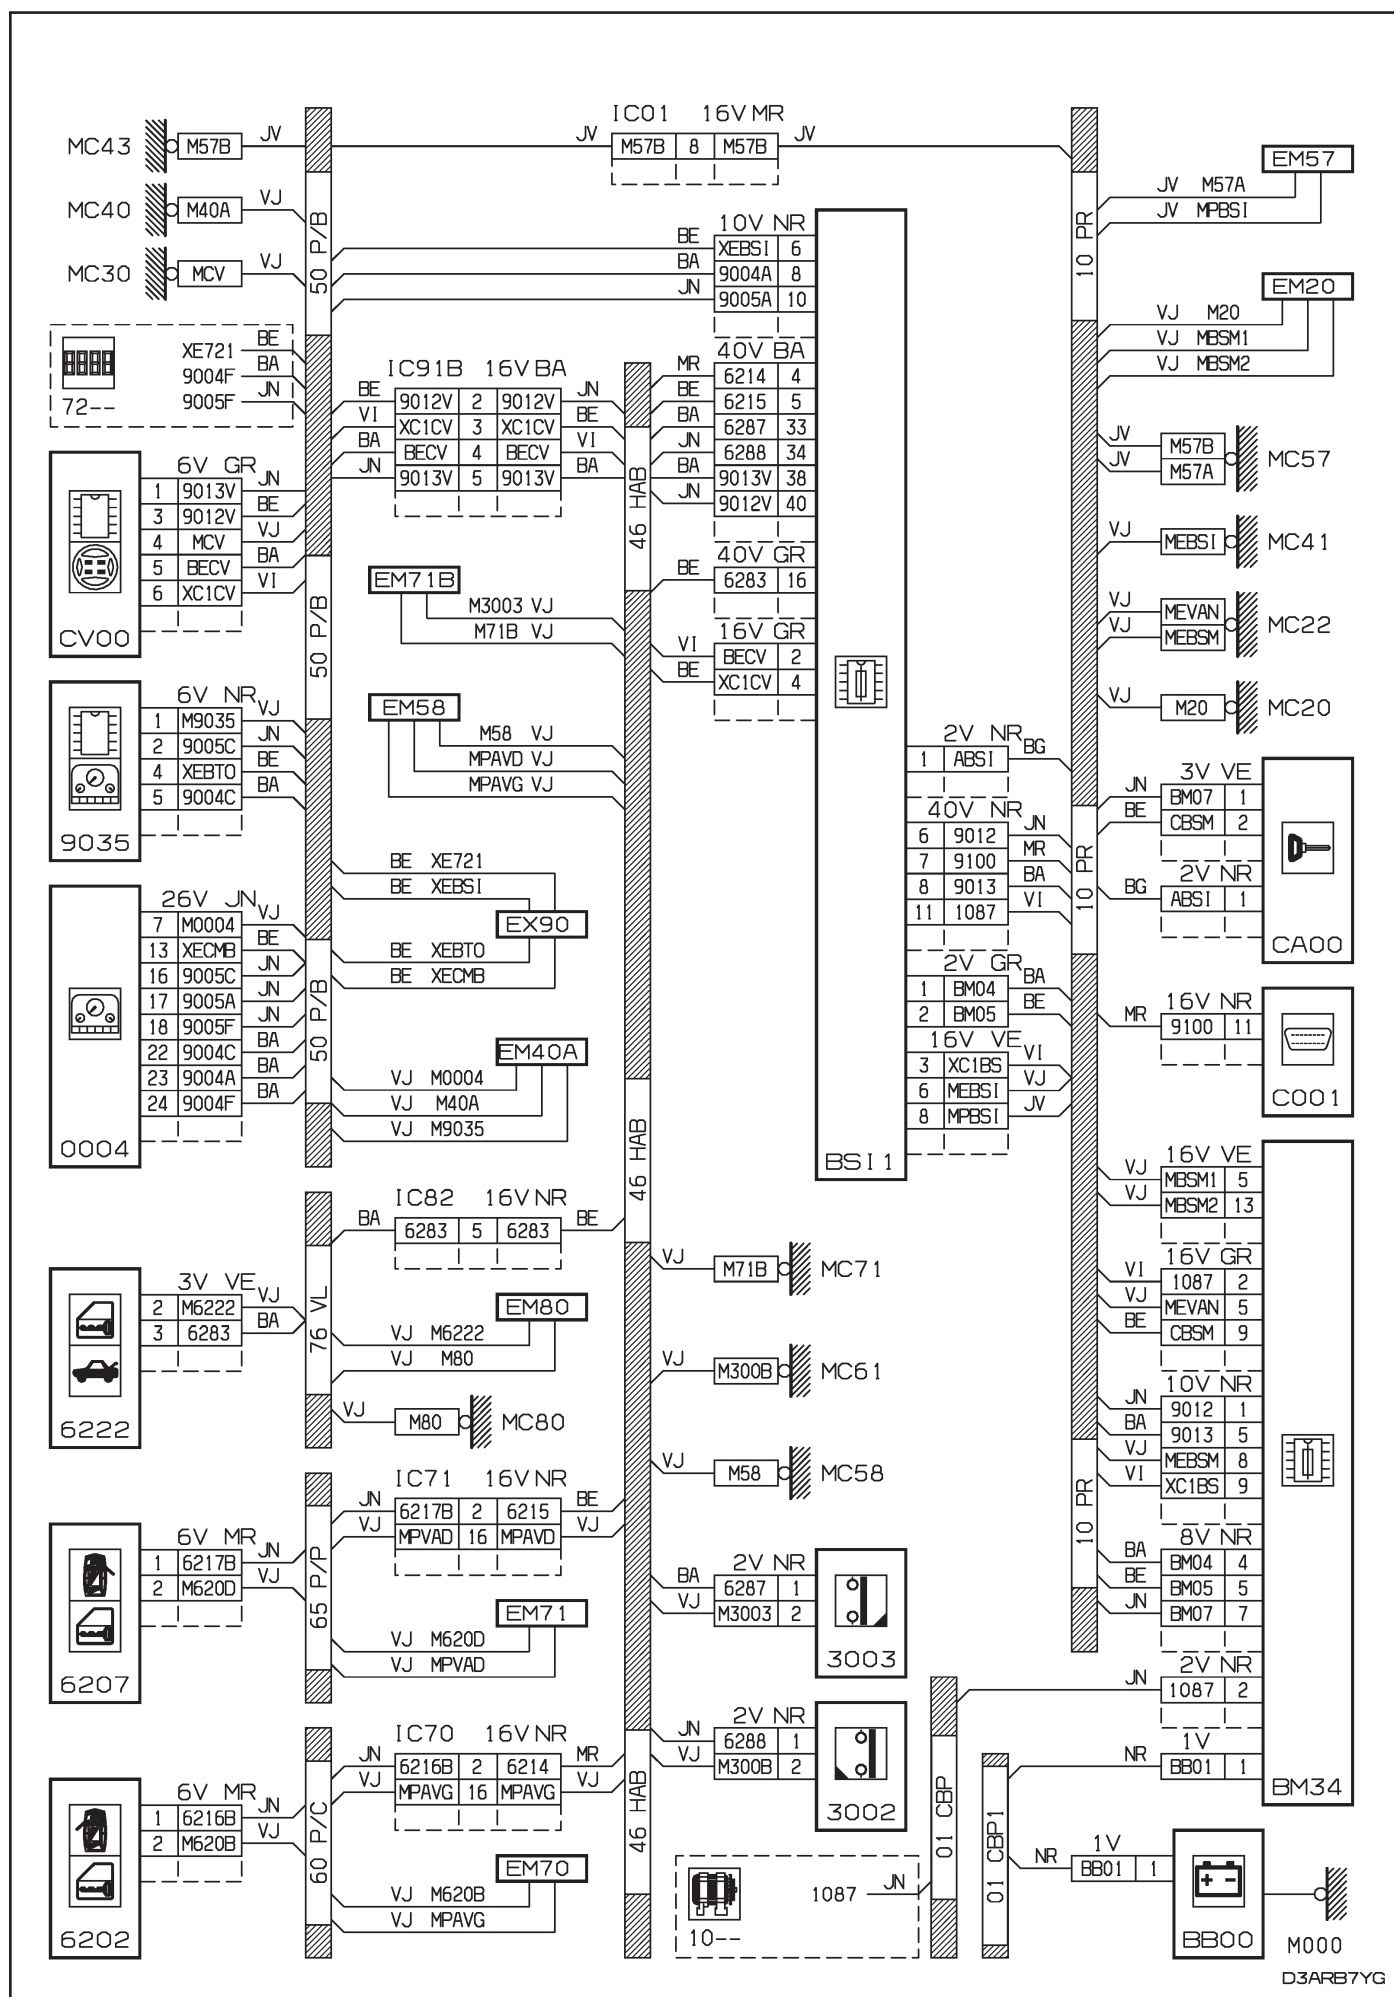 IC01 16V MR
MC43 M57B JV
JV M57B 8 M57B JV
EM57
JV M57A
JV MPBSI
MC40 M40A VJ
MC30 MCV VJ
50 P/B
10 PR
10V NR
BE XEBSI 6
BA 9004A 8
JN 9005A 10
EM20
VJ M20
VJ MBSM1
VJ MBSM2
XE721 BE
9004F BA
9005F JN
72--
IC91B 16V BA
BE 9012V 2 9012V JN
VI XC1CV 3 XC1CV BE
BA BECV 4 BECV VI
JN 9013V 5 9013V BA
40V BA
MR 6214 4
BE 6215 5
BA 6287 33
JN 6288 34
BA 9013V 38
JN 9012V 40
46 HAB
JV M57B
JV M57A
MC57
VJ MEBSI MC41
VJ MEVAN
VJ MEBSM
MC22
VJ M20 MC20
6V GR
1 9013V JN
3 9012V BE
4 MCV VJ
5 BECV BA
6 XC1CV VI
CV00
50 P/B
40V GR
BE 6283 16
EM71B
M3003 VJ
M71B VJ
16V GR
VI BECV 2
BE XC1CV 4
6V NR
1 M9035 VJ
2 9005C JN
4 XEBTO BE
5 9004C BA
9035
EM58
M58 VJ
MPAVD VJ
MPAVG VJ
2V NR
1 ABSI BG
40V NR
6 9012 JN
7 9100 MR
8 9013 BA
11 1087 VI
2V GR
1 BM04 BA
2 BM05 BE
16V VE
3 XC1BS VI
6 MEBSI VJ
8 MPBSI JV
BSI1
10 PR
3V VE
JN BM07 1
BE CBSM 2
2V NR
BG ABSI 1
CA00
16V NR
MR 9100 11
C001
BE XE721
BE XEBSI
EX90
BE XEBTO
BE XECMB
26V JN
7 M0004 VJ
13 XECMB BE
16 9005C JN
17 9005A JN
18 9005F JN
22 9004C BA
23 9004A BA
24 9004F BA
0004
50 P/B
EM40A
VJ M0004
VJ M40A
VJ M9035
46 HAB
IC82 16V NR
BA 6283 5 6283 BE
3V VE
2 M6222 VJ
3 6283 BA
6222
76 VL
EM80
VJ M6222
VJ M80
VJ M80 MC80
VJ M71B MC71
VJ M300B MC61
VJ M58 MC58
16V VE
VJ MBSM1 5
VJ MBSM2 13
16V GR
VI 1087 2
VJ MEVAN 5
BE CBSM 9
10V NR
JN 9012 1
BA 9013 5
VJ MEBSM 8
VI XC1BS 9
10 PR
8V NR
BA BM04 4
BE BM05 5
JN BM07 7
2V NR
JN 1087 2
1V
NR BB01 1
BM34
IC71 16V NR
JN 6217B 2 6215 BE
VJ MPVAD 16 MPAVD VJ
6V MR
1 6217B JN
2 M620D VJ
6207
65 P/P
EM71
VJ M620D
VJ MPVAD
2V NR
BA 6287 1
VJ M3003 2
3003
2V NR
JN 6288 1
VJ M300B 2
3002
IC70 16V NR
JN 6216B 2 6214 MR
VJ MPAVG 16 MPAVG VJ
6V MR
1 6216B JN
2 M620B VJ
6202
60 P/C
EM70
VJ M620B
VJ MPAVG
46 HAB
1087 JN
10--
01 CBP
01 CBP1
1V
NR BB01 1
BB00
M000
D3ARB7YG